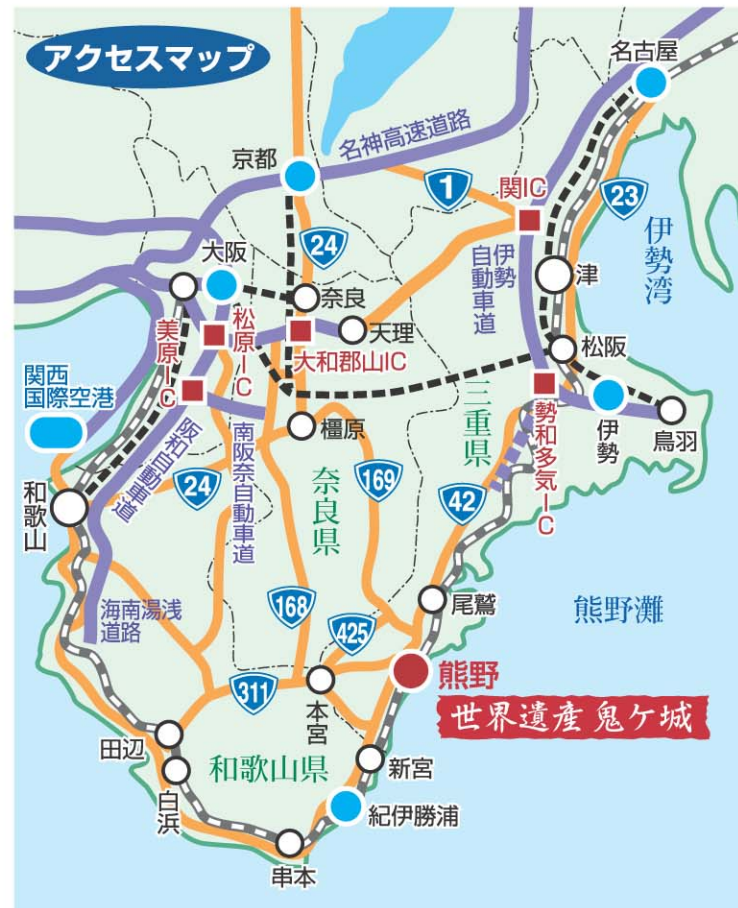 アクセスマップ
名古屋
名神高速道路
京都
1
関IC
23
伊勢湾
24
伊勢
自動車道
大阪
津
奈良
天理
松阪
美原IC
松原IC
大和郡山IC
関西
国際空港
三重県
勢和多気IC
伊勢
鳥羽
橿原
阪和自動車道
南阪奈自動車道
24
奈良県
169
42
和歌山
海南湯浅
道路
168
425
尾鷲
熊野灘
311
本宮
熊野
世界遺産 鬼ケ城
田辺
白浜
和歌山県
新宮
紀伊勝浦
串本